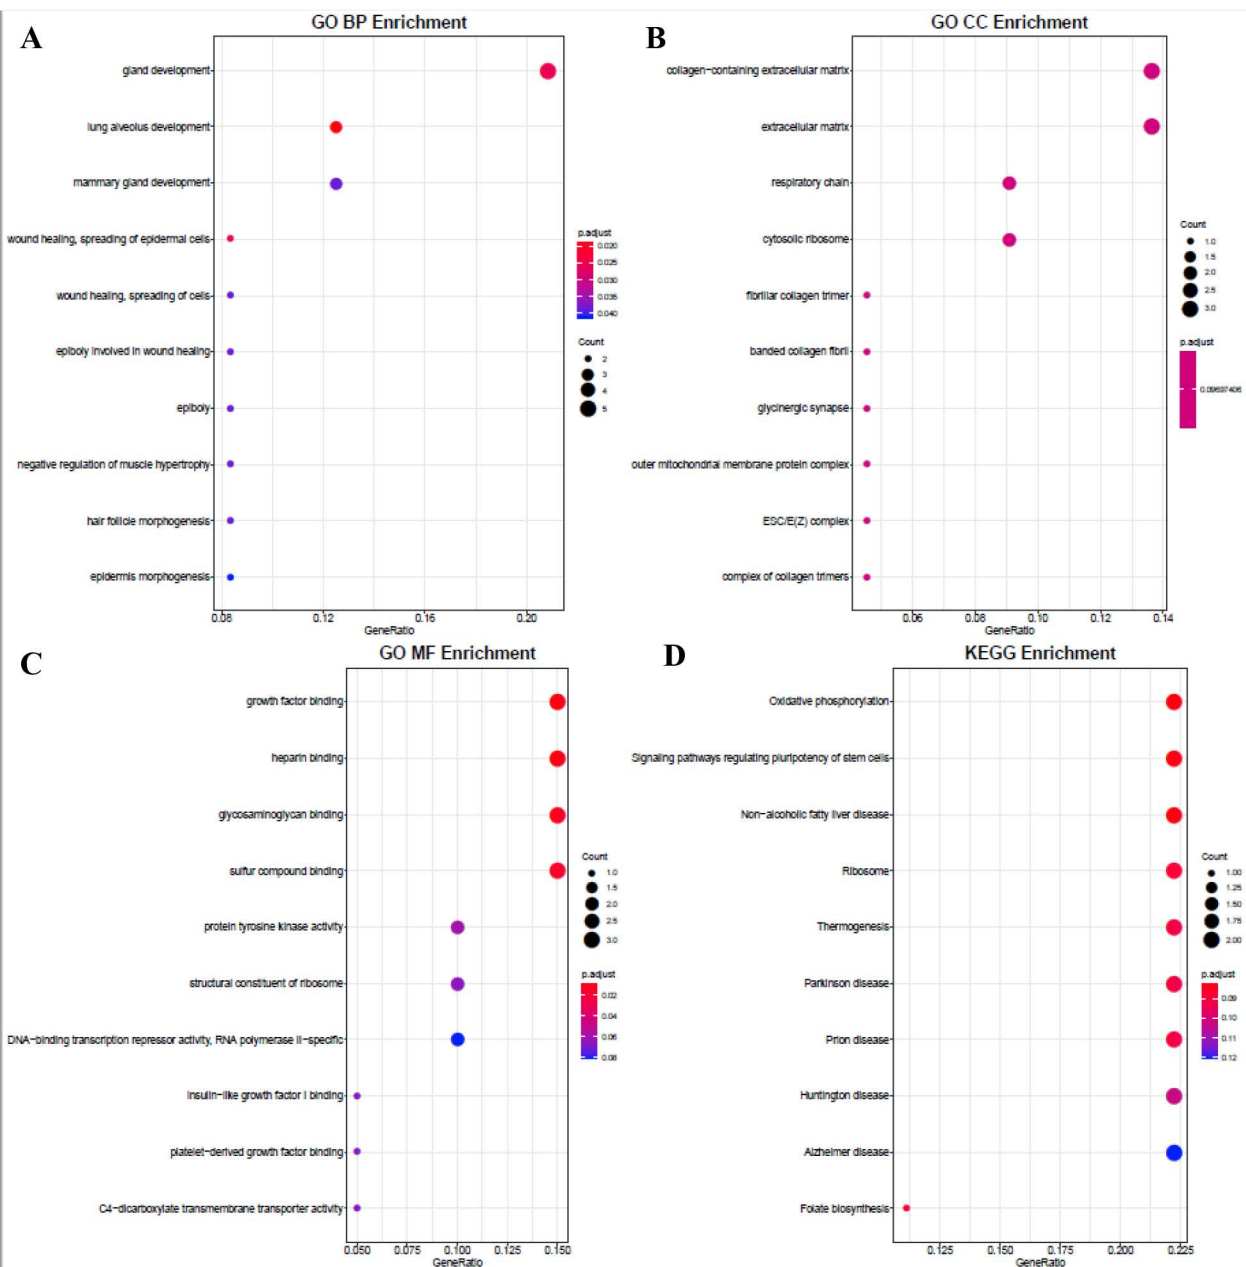 A
GO BP Enrichment
gland development
lung alveolus development
mammary gland development
wound healing, spreading of epidermal cells
wound healing, spreading of cells
epiboly involved in wound healing
epiboly
negative regulation of muscle hypertrophy
hair follicle morphogenesis
epidermis morphogenesis
0.08 0.12 0.16 0.20
GeneRatio
p.adjust
0.020
0.025
0.030
0.035
0.040
Count
2
3
4
5
B
GO CC Enrichment
collagen-containing extracellular matrix
extracellular matrix
respiratory chain
cytosolic ribosome
fibrillar collagen trimer
banded collagen fibril
glycinergic synapse
outer mitochondrial membrane protein complex
ESC/E(Z) complex
complex of collagen trimers
0.06 0.08 0.10 0.12 0.14
GeneRatio
Count
1.0
1.5
2.0
2.5
3.0
p.adjust
0.09697406
C
GO MF Enrichment
growth factor binding
heparin binding
glycosaminoglycan binding
sulfur compound binding
protein tyrosine kinase activity
structural constituent of ribosome
DNA-binding transcription repressor activity, RNA polymerase II-specific
insulin-like growth factor I binding
platelet-derived growth factor binding
C4-dicarboxylate transmembrane transporter activity
0.050 0.075 0.100 0.125 0.150
GeneRatio
Count
1.0
1.5
2.0
2.5
3.0
p.adjust
0.02
0.04
0.06
0.08
D
KEGG Enrichment
Oxidative phosphorylation
Signaling pathways regulating pluripotency of stem cells
Non-alcoholic fatty liver disease
Ribosome
Thermogenesis
Parkinson disease
Prion disease
Huntington disease
Alzheimer disease
Folate biosynthesis
0.125 0.150 0.175 0.200 0.225
GeneRatio
Count
1.00
1.25
1.50
1.75
2.00
p.adjust
0.09
0.10
0.11
0.12